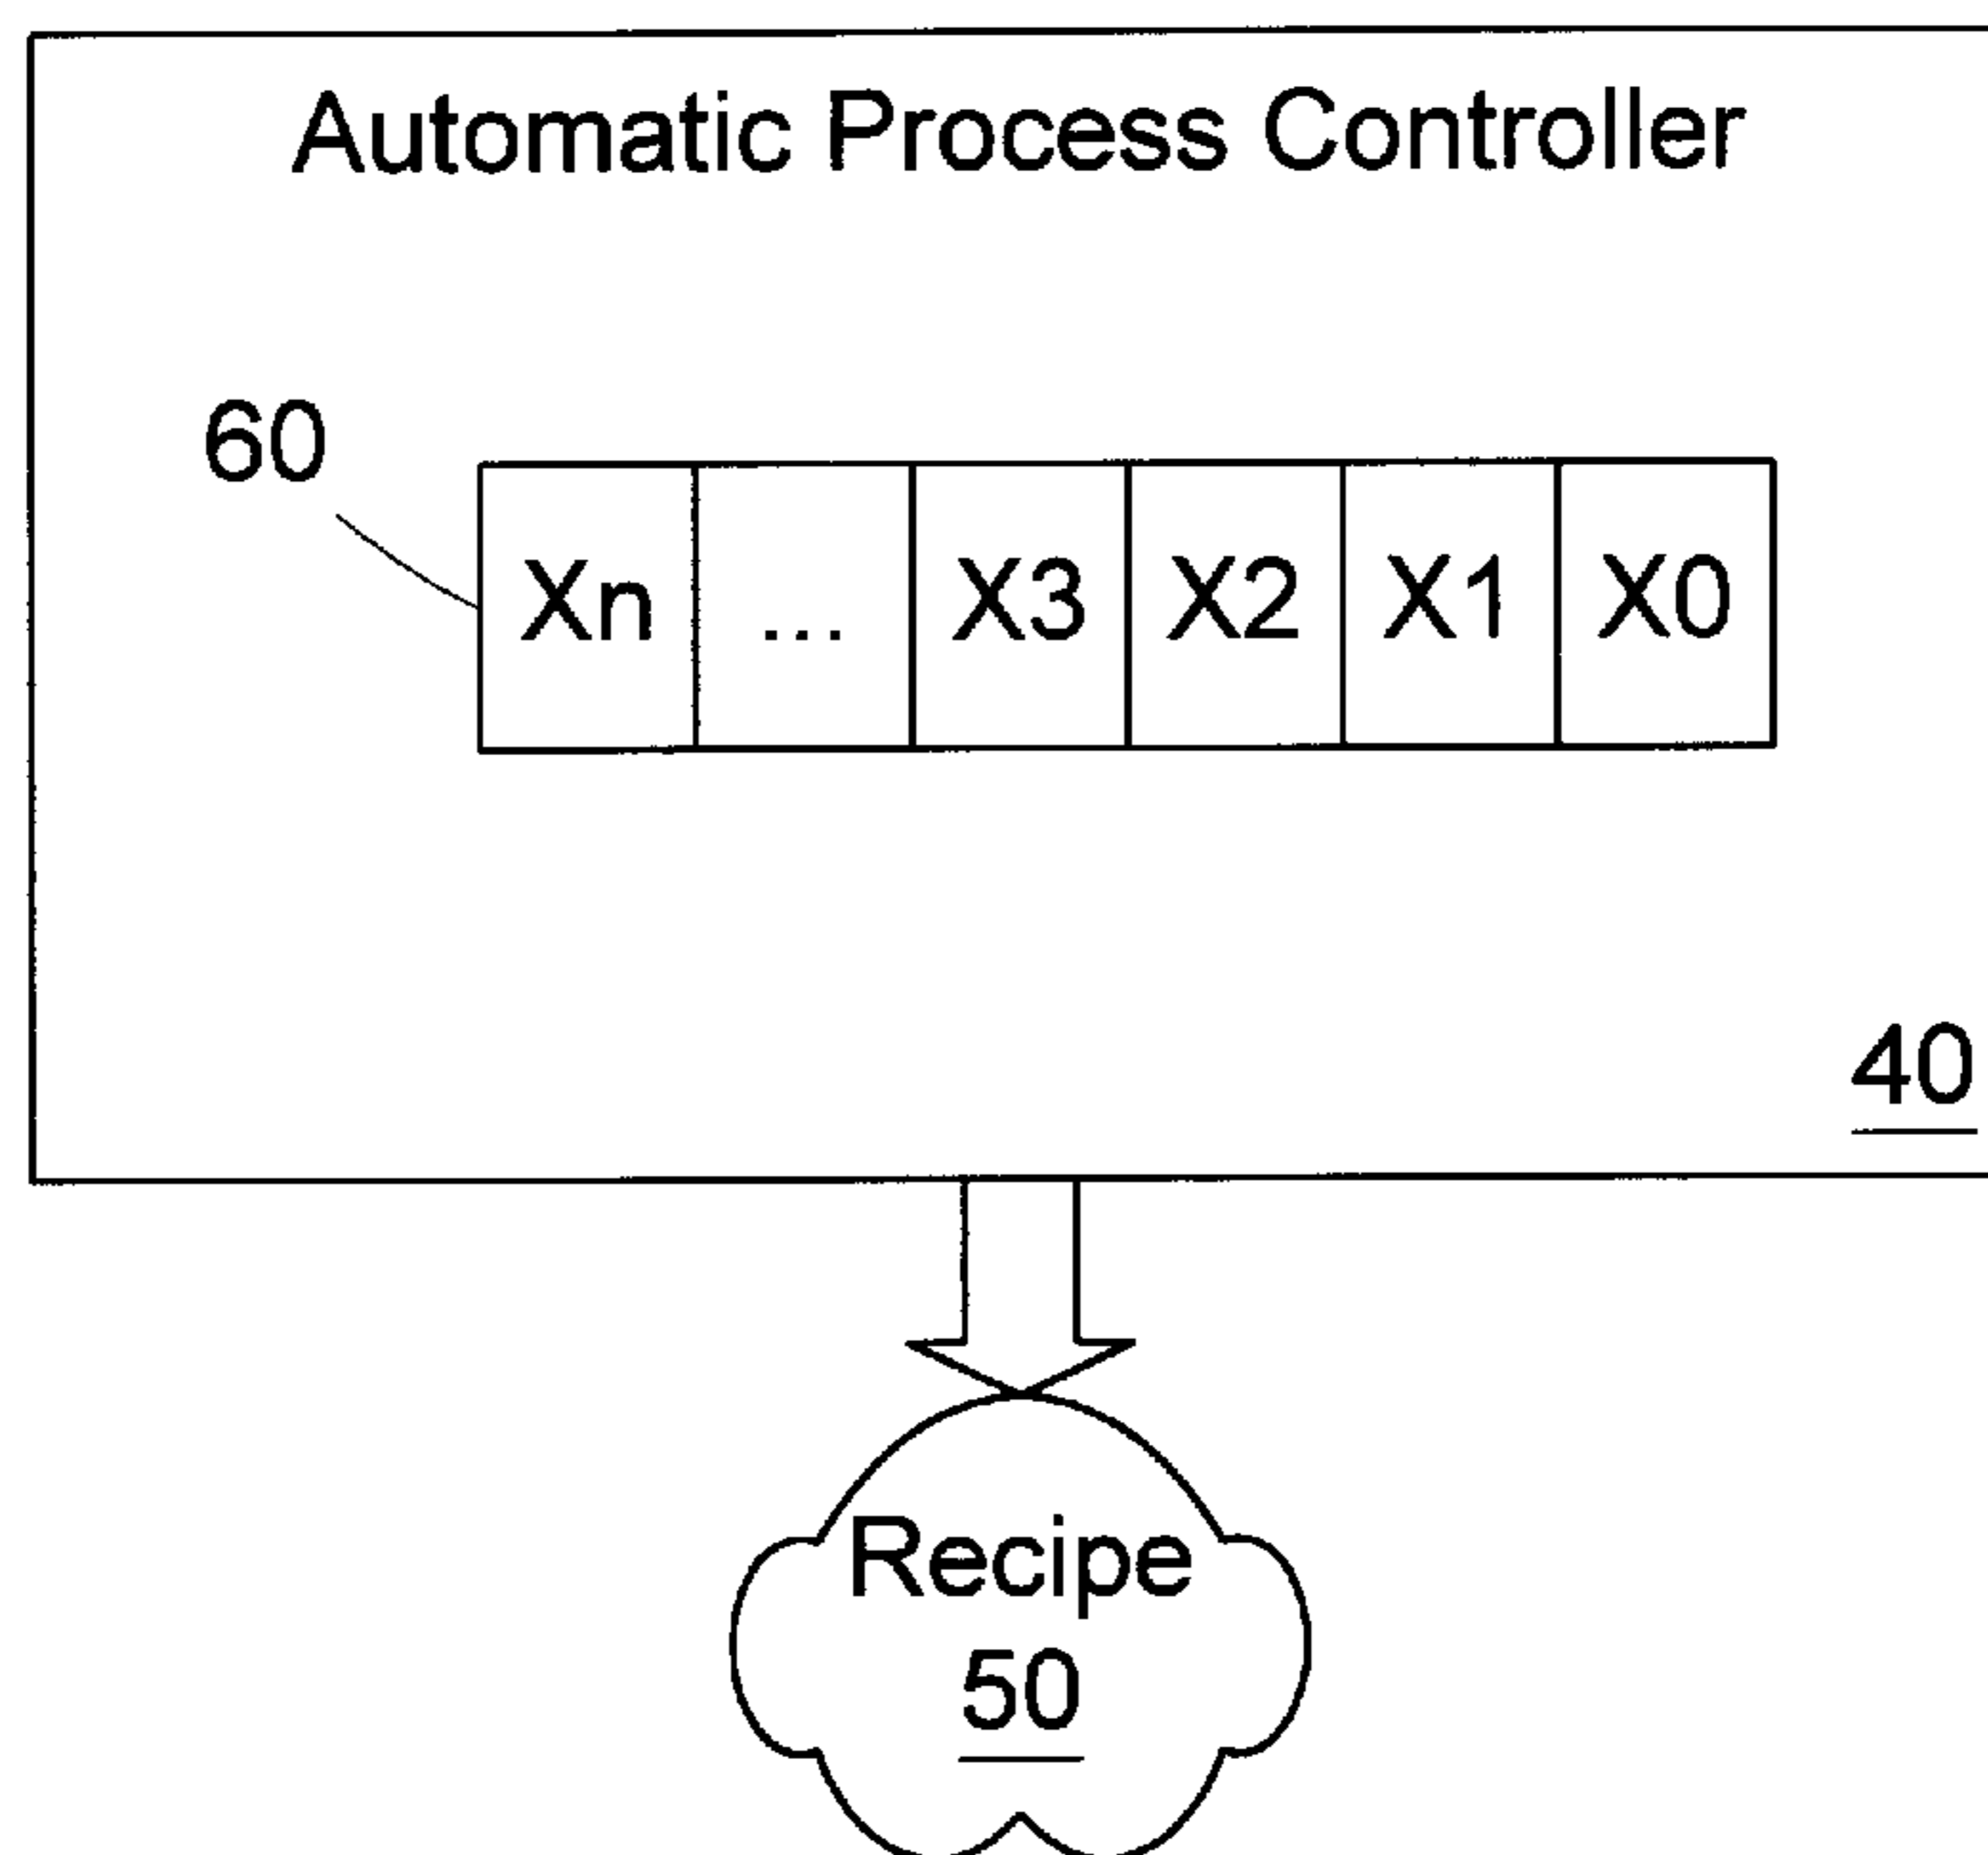 Automatic Process Controller
60
Xn ... X3 X2 X1 X0
40
Recipe
50